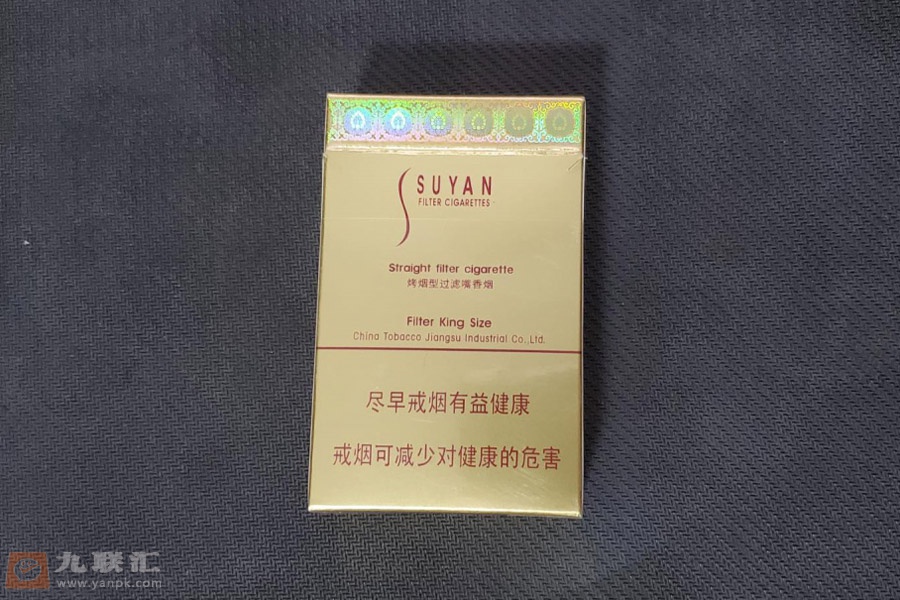 SUYAN
FILTER CIGARETTES
Straight filter cigarette
烤烟型过滤嘴香烟
Filter King Size
China Tobacco Jiangsu Industrial Co.,Ltd.
尽早戒烟有益健康
戒烟可减少对健康的危害
九联汇
www.yanpk.com